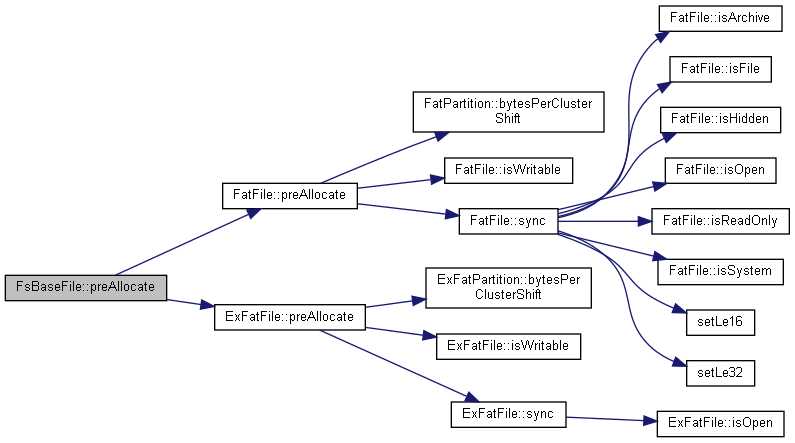 FsBaseFile::preAllocate
FatFile::preAllocate
ExFatFile::preAllocate
FatPartition::bytesPerCluster
Shift
FatFile::isWritable
FatFile::sync
ExFatPartition::bytesPer
ClusterShift
ExFatFile::isWritable
ExFatFile::sync
FatFile::isArchive
FatFile::isFile
FatFile::isHidden
FatFile::isOpen
FatFile::isReadOnly
FatFile::isSystem
setLe16
setLe32
ExFatFile::isOpen